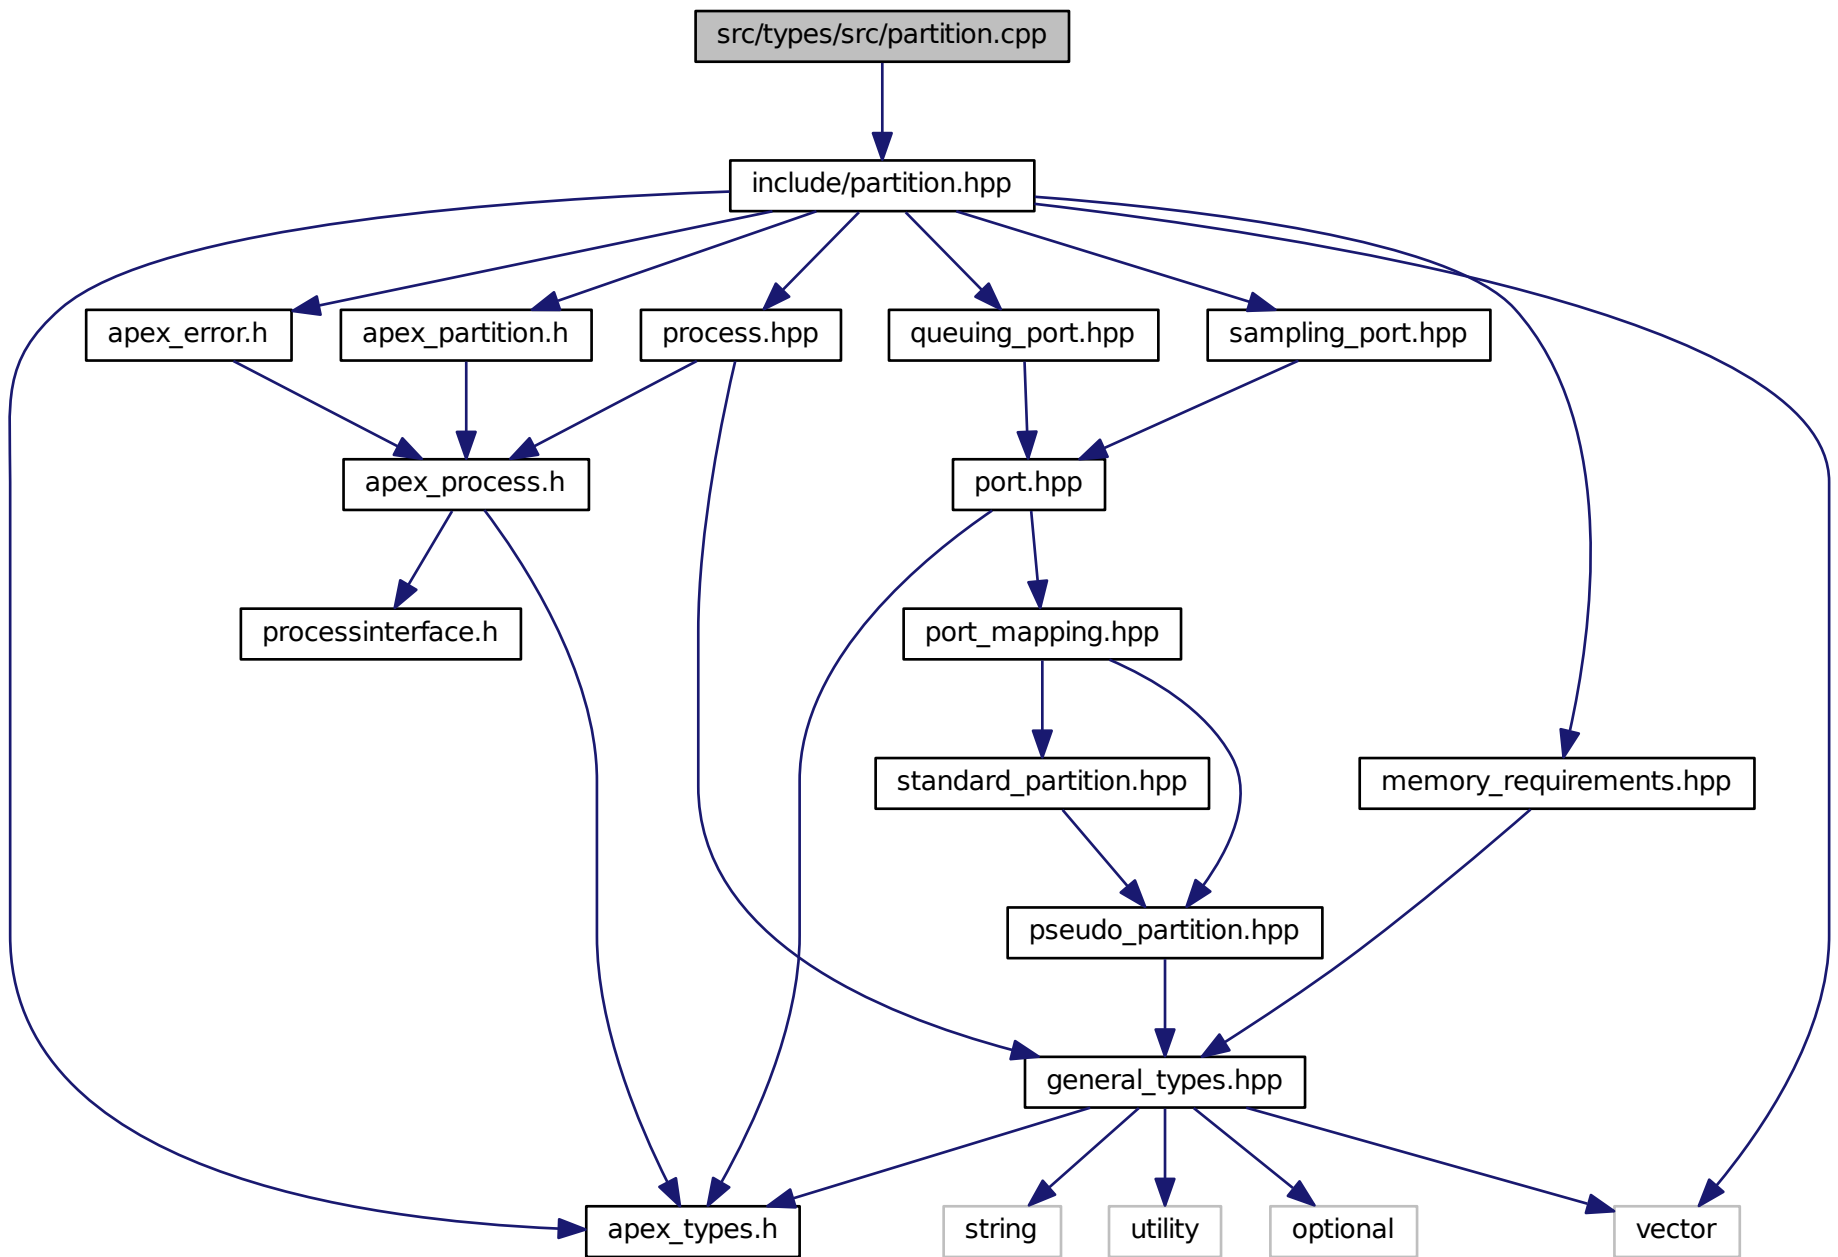 src/types/src/partition.cpp
include/partition.hpp
apex_error.h
apex_partition.h
process.hpp
queuing_port.hpp
sampling_port.hpp
apex_process.h
port.hpp
processinterface.h
port_mapping.hpp
standard_partition.hpp
memory_requirements.hpp
pseudo_partition.hpp
general_types.hpp
apex_types.h
string
utility
optional
vector